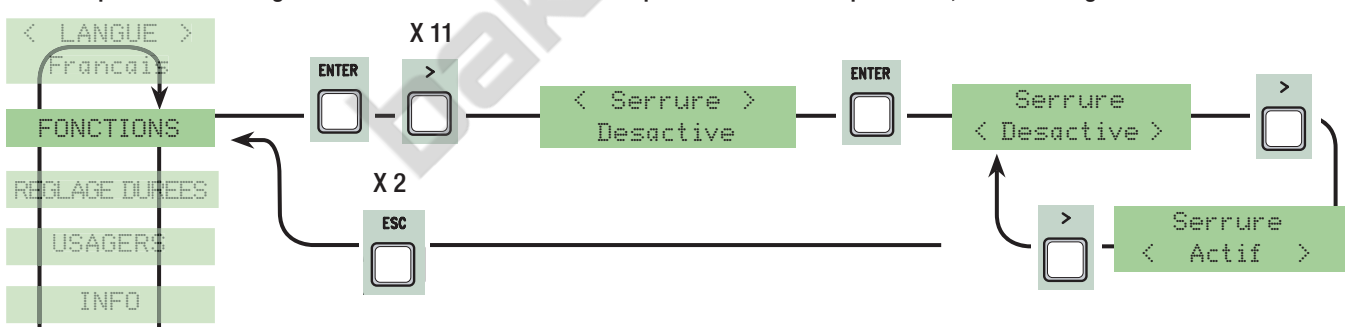 < LANGUE >
Francais
FONCTIONS
REGLAGE DUREES
USAGERS
INFO
ENTER
X 11
>
< Serrure >
Desactive
ENTER
Serrure
< Desactive >
>
Serrure
< Actif >
>
X 2
ESC